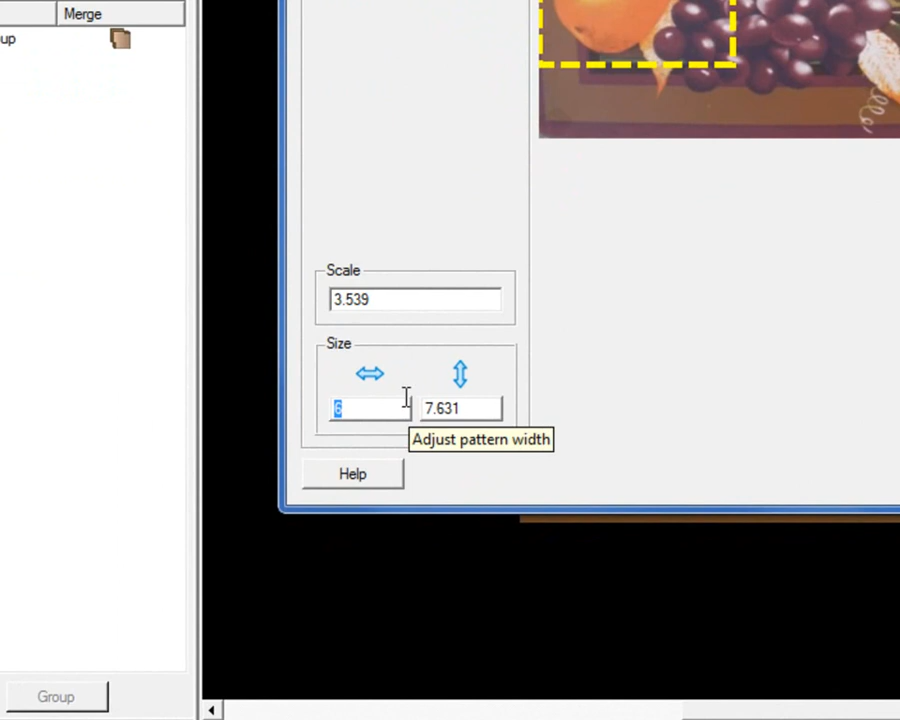 Merge
up
Scale
3.539
Size
6 7.631
Adjust pattern width
Help
Group